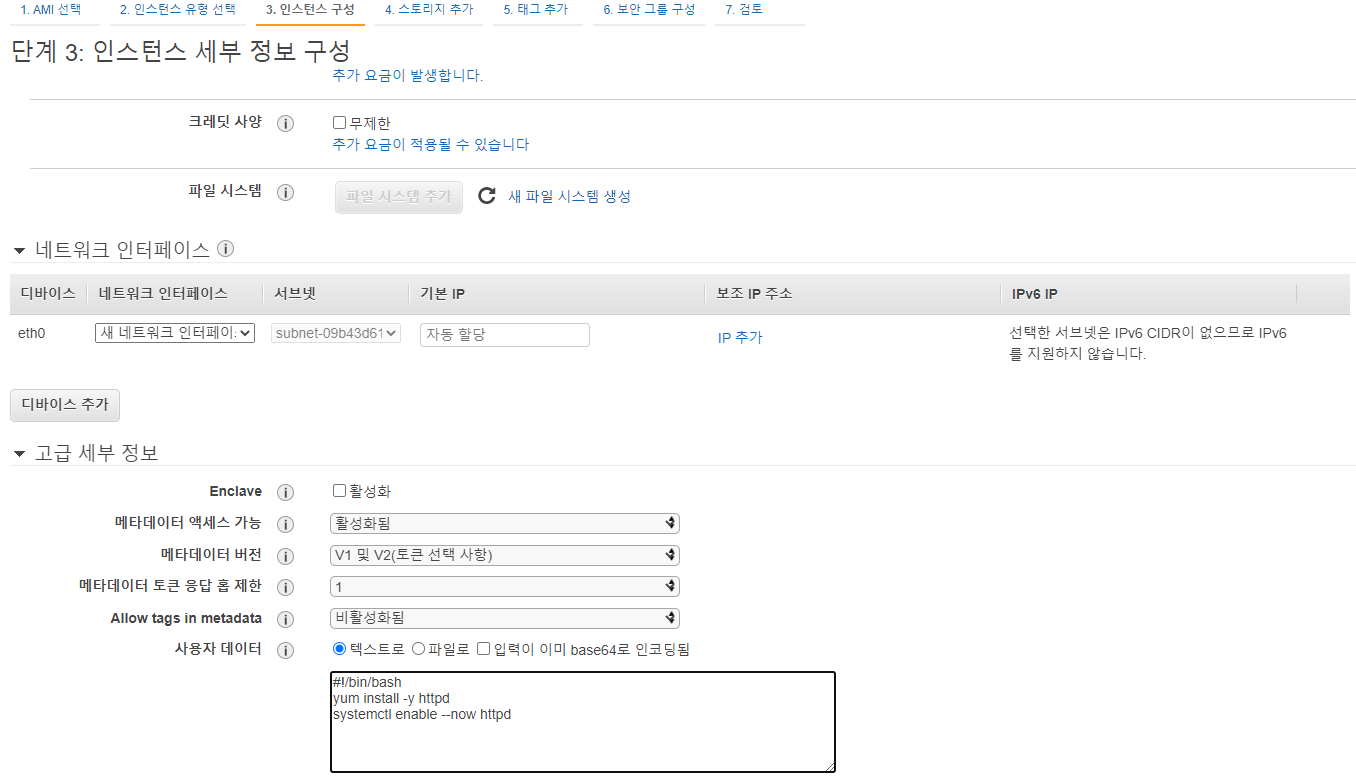 1. AMI 선택 2. 인스턴스 유형 선택 3. 인스턴스 구성 4. 스토리지 추가 5. 태그 추가 6. 보안 그룹 구성 7. 검토
단계 3: 인스턴스 세부 정보 구성
추가 요금이 발생합니다.
크레딧 사양 i 무제한
추가 요금이 적용될 수 있습니다
파일 시스템 i 파일 시스템 추가 새 파일 시스템 생성
네트워크 인터페이스 i
디바이스 네트워크 인터페이스 서브넷 기본 IP 보조 IP 주소 IPv6 IP
eth0 새 네트워크 인터페이스 subnet-09b43d61 자동 할당 IP 추가 선택한 서브넷은 IPv6 CIDR이 없으므로 IPv6
를 지원하지 않습니다.
디바이스 추가
고급 세부 정보
Enclave i 활성화
메타데이터 액세스 가능 i 활성화됨
메타데이터 버전 i V1 및 V2(토큰 선택 사항)
메타데이터 토큰 응답 홉 제한 i 1
Allow tags in metadata i 비활성화됨
사용자 데이터 i 텍스트로 파일로 입력이 이미 base64로 인코딩됨
#!/bin/bash
yum install -y httpd
systemctl enable --now httpd